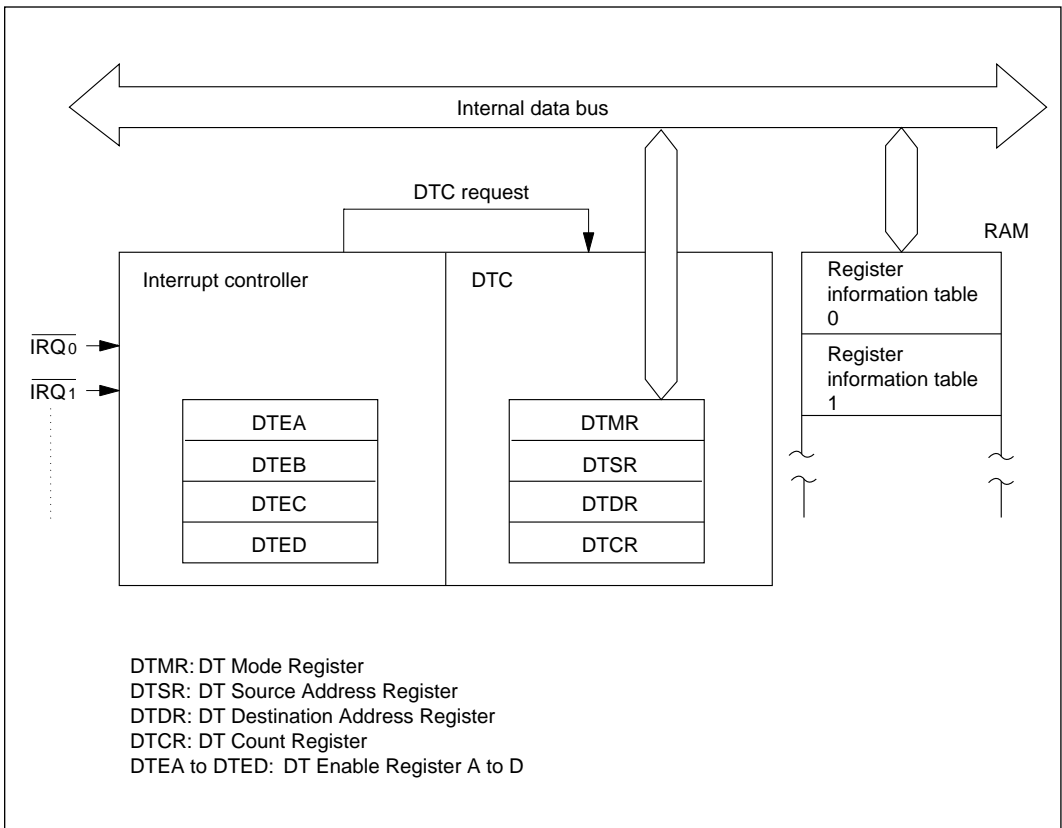 Internal data bus
DTC request
RAM
Interrupt controller
DTC
Register
information table
0
Register
information table
1
I̅R̅Q̅0̅
I̅R̅Q̅1̅
DTEA
DTEB
DTEC
DTED
DTMR
DTSR
DTDR
DTCR
DTMR: DT Mode Register
DTSR: DT Source Address Register
DTDR: DT Destination Address Register
DTCR: DT Count Register
DTEA to DTED: DT Enable Register A to D